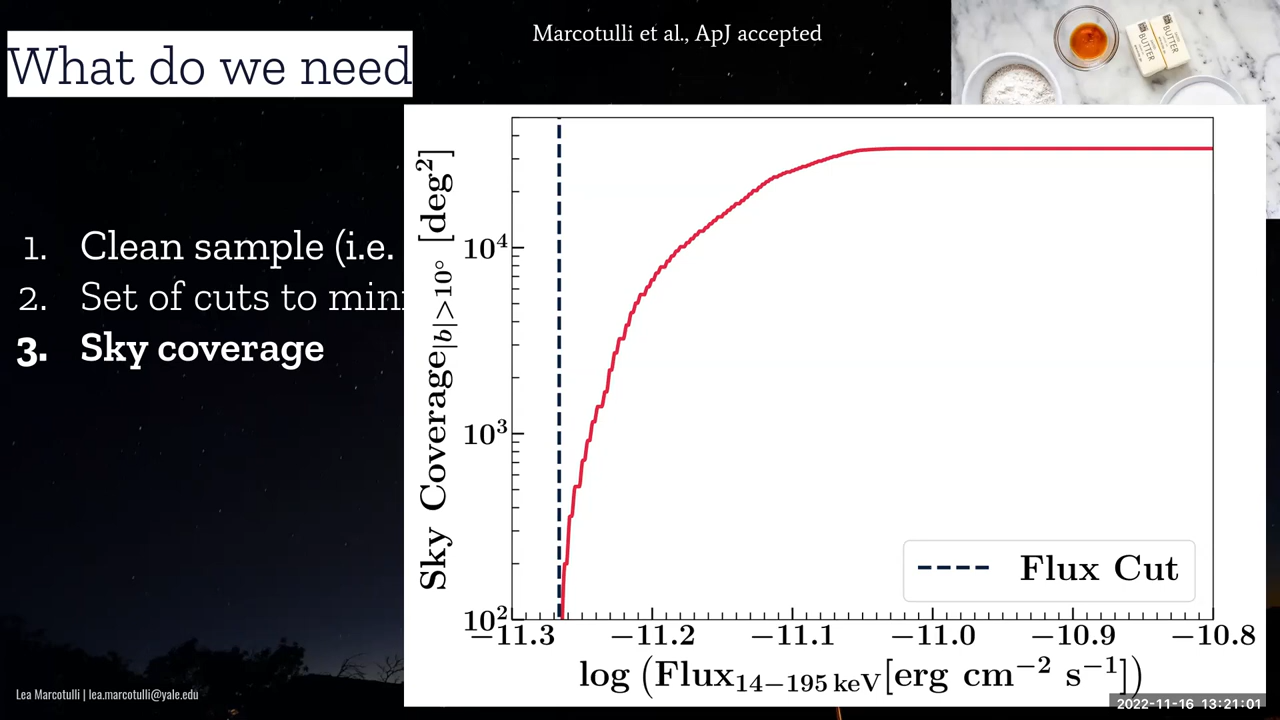 Marcotulli et al., ApJ accepted
What do we need
BUTTER
BUTTER
1. Clean sample (i.e.
2. Set of cuts to min
3. Sky coverage
Sky Coverage|b|>10° [deg²]
10⁴
10³
10²
Flux Cut
−11.3 −11.2 −11.1 −11.0 −10.9 −10.8
log (Flux₁₄₋₁₉₅ ₖₑᵥ[erg cm⁻² s⁻¹])
Lea Marcotulli | lea.marcotulli@yale.edu
2022-11-16 13:21:01